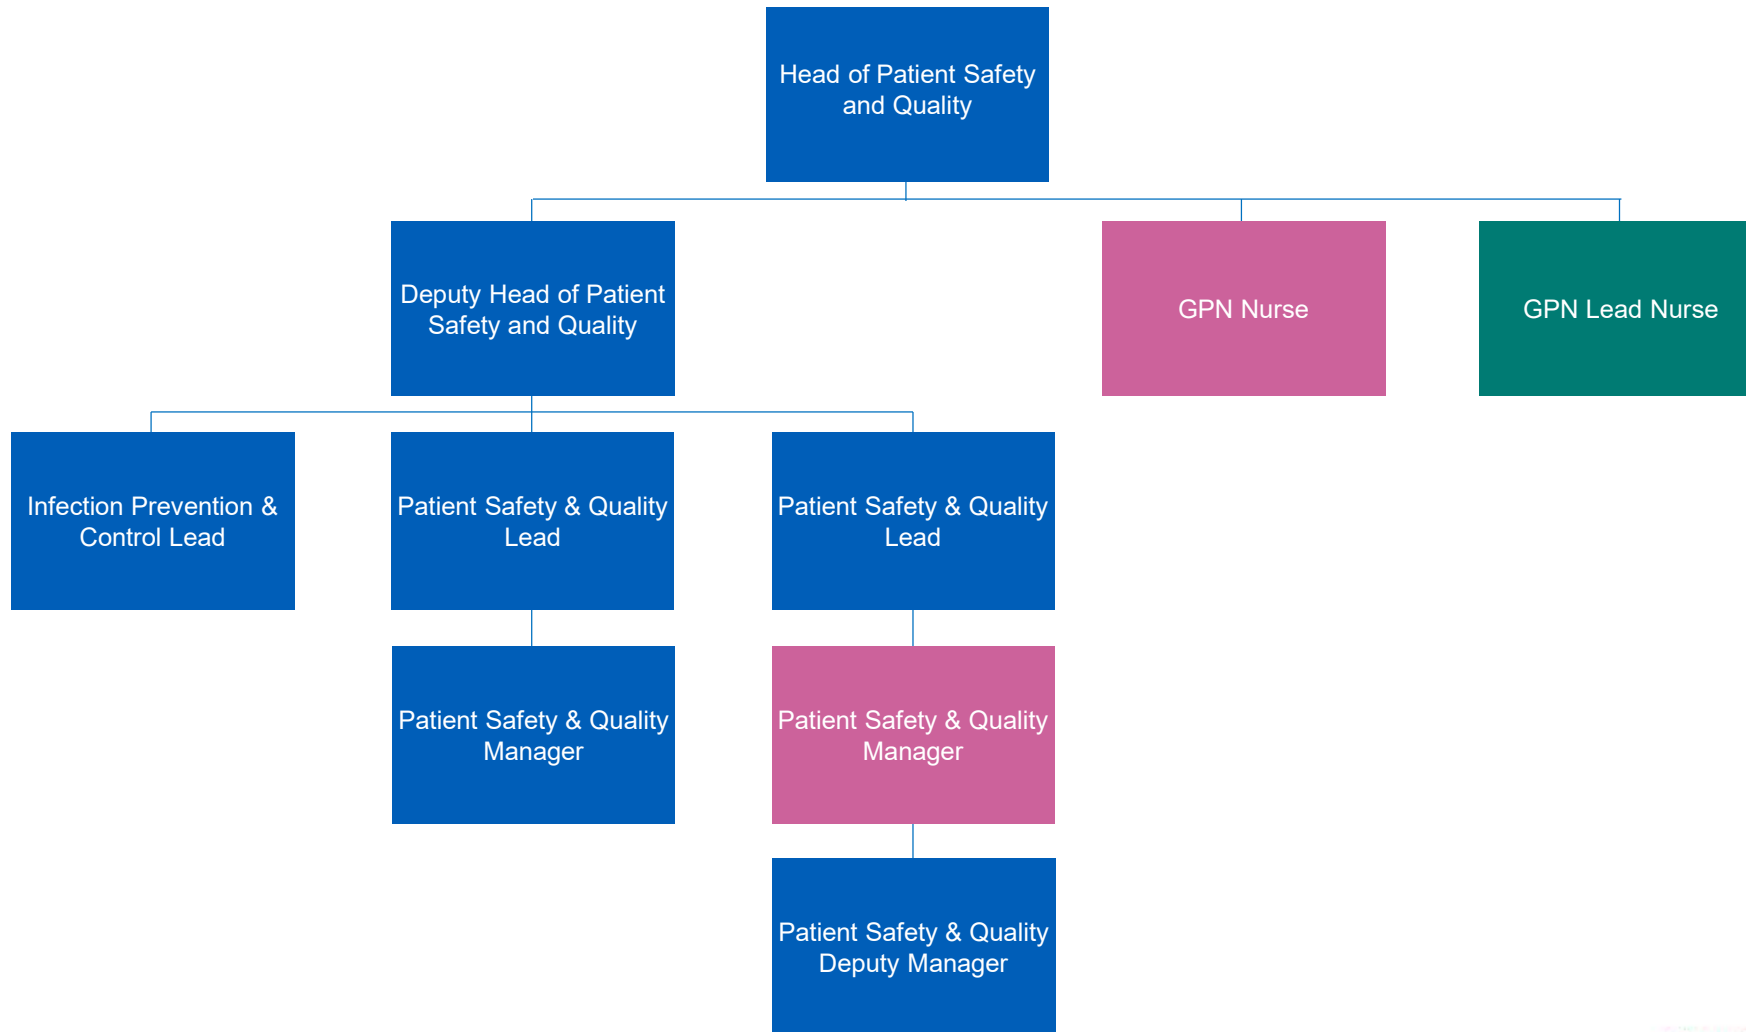 Head of Patient Safety
and Quality
Deputy Head of Patient
Safety and Quality
GPN Nurse
GPN Lead Nurse
Infection Prevention &
Control Lead
Patient Safety & Quality
Lead
Patient Safety & Quality
Lead
Patient Safety & Quality
Manager
Patient Safety & Quality
Manager
Patient Safety & Quality
Deputy Manager